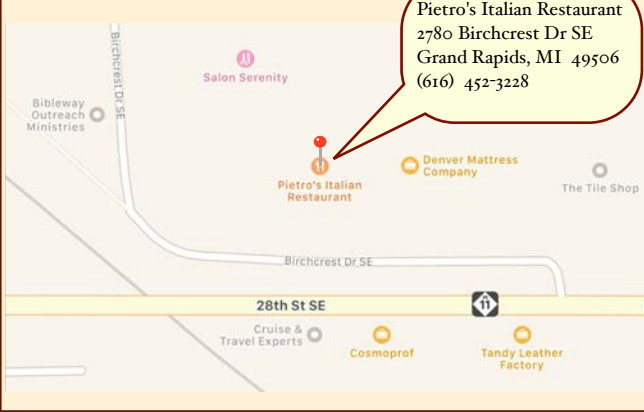 Pietro's Italian Restaurant
2780 Birchcrest Dr SE
Grand Rapids, MI 49506
(616) 452-3228
Birchcrest Dr SE
Salon Serenity
Bibleway
Outreach
Ministries
Pietro's Italian
Restaurant
Denver Mattress
Company
The Tile Shop
Birchcrest Dr SE
28th St SE
M
11
Cruise &
Travel Experts
Cosmoprof
Tandy Leather
Factory